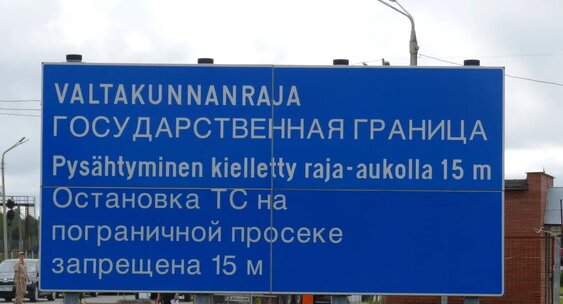 VALTAKUNNANRAJA
ГОСУДАРСТВЕННАЯ ГРАНИЦА
Pysähtyminen kielletty raja-aukolla 15 m
Остановка ТС на
пограничной просеке
запрещена 15 м